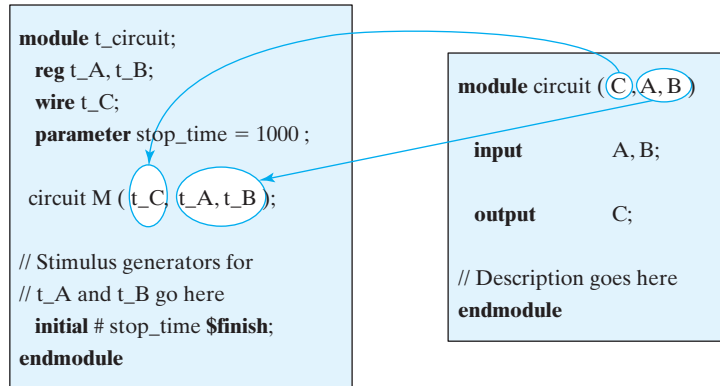 module t_circuit;
reg t_A, t_B;
wire t_C;
parameter stop_time = 1000 ;
circuit M ( t_C, t_A, t_B );
// Stimulus generators for
// t_A and t_B go here
initial # stop_time $finish;
endmodule
module circuit ( C , A, B )
input A, B;
output C;
// Description goes here
endmodule